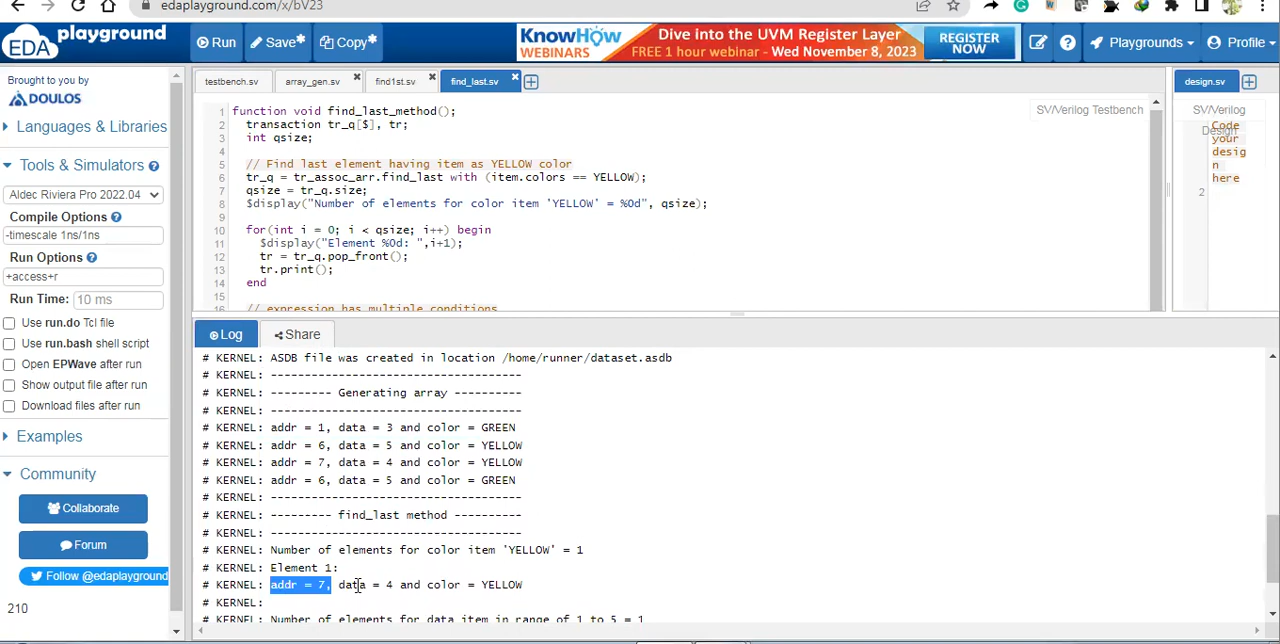 edaplayground.com/x/bV23
EDA playground
Run
Save*
Copy*
KnowHow
WEBINARS
Dive into the UVM Register Layer
FREE 1 hour webinar - Wed November 8, 2023
REGISTER
NOW
Playgrounds
Profile
Brought to you by
DOULOS
Languages & Libraries
Tools & Simulators
Aldec Riviera Pro 2022.04
Compile Options
-timescale 1ns/1ns
Run Options
+access+r
Run Time:
10 ms
Use run.do Tcl file
Use run.bash shell script
Open EPWave after run
Show output file after run
Download files after run
Examples
Community
Collaborate
Forum
Follow @edaplayground
210
testbench.sv
array_gen.sv
find1st.sv
find_last.sv
SV/Verilog Testbench
1 function void find_last_method();
2 transaction tr_q[$], tr;
3 int qsize;
4
5 // Find last element having item as YELLOW color
6 tr_q = tr_assoc_arr.find_last with (item.colors == YELLOW);
7 qsize = tr_q.size;
8 $display("Number of elements for color item 'YELLOW' = %0d", qsize);
9
10 for(int i = 0; i < qsize; i++) begin
11 $display("Element %0d: ",i+1);
12 tr = tr_q.pop_front();
13 tr.print();
14 end
15
16 // expression has multiple conditions
design.sv
SV/Verilog
Design
Code
your
desig
n
here
2
Log
Share
# KERNEL: ASDB file was created in location /home/runner/dataset.asdb
# KERNEL: -------------------------------------
# KERNEL: --------- Generating array ----------
# KERNEL: -------------------------------------
# KERNEL: addr = 1, data = 3 and color = GREEN
# KERNEL: addr = 6, data = 5 and color = YELLOW
# KERNEL: addr = 7, data = 4 and color = YELLOW
# KERNEL: addr = 6, data = 5 and color = GREEN
# KERNEL: -------------------------------------
# KERNEL: --------- find_last method ----------
# KERNEL: -------------------------------------
# KERNEL: Number of elements for color item 'YELLOW' = 1
# KERNEL: Element 1:
# KERNEL: addr = 7, data = 4 and color = YELLOW
# KERNEL:
# KERNEL: Number of elements for data item in range of 1 to 5 = 1